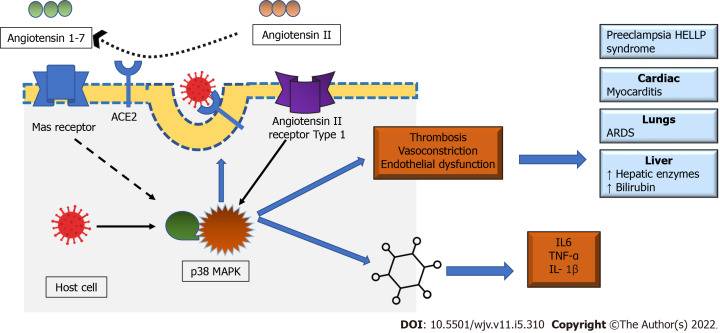 Angiotensin 1-7
Angiotensin II
Mas receptor
ACE2
Angiotensin II
receptor Type 1
p38 MAPK
Host cell
Thrombosis
Vasoconstriction
Endothelial dysfunction
IL6
TNF-α
IL- 1β
Preeclampsia HELLP
syndrome
Cardiac
Myocarditis
Lungs
ARDS
Liver
↑ Hepatic enzymes
↑ Bilirubin
DOI: 10.5501/wjv.v11.i5.310 Copyright ©The Author(s) 2022.